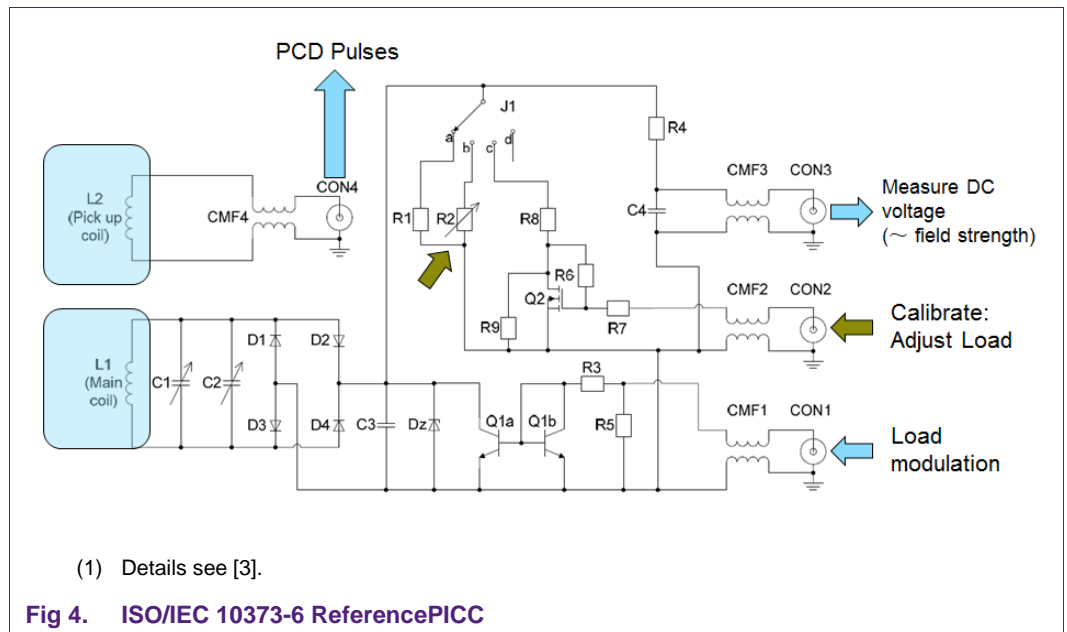 PCD Pulses
J1
a
b
c
d
R4
L2
(Pick up
coil)
CMF4
CON4
R1
R2
R8
C4
CMF3
CON3
Measure DC
voltage
(∼ field strength)
R6
Q2
R9
R7
CMF2
CON2
Calibrate:
Adjust Load
L1
(Main
coil)
C1
C2
D1
D2
D3
D4
C3
Dz
Q1a
Q1b
R3
R5
CMF1
CON1
Load
modulation
(1) Details see [3].
Fig 4. ISO/IEC 10373-6 ReferencePICC